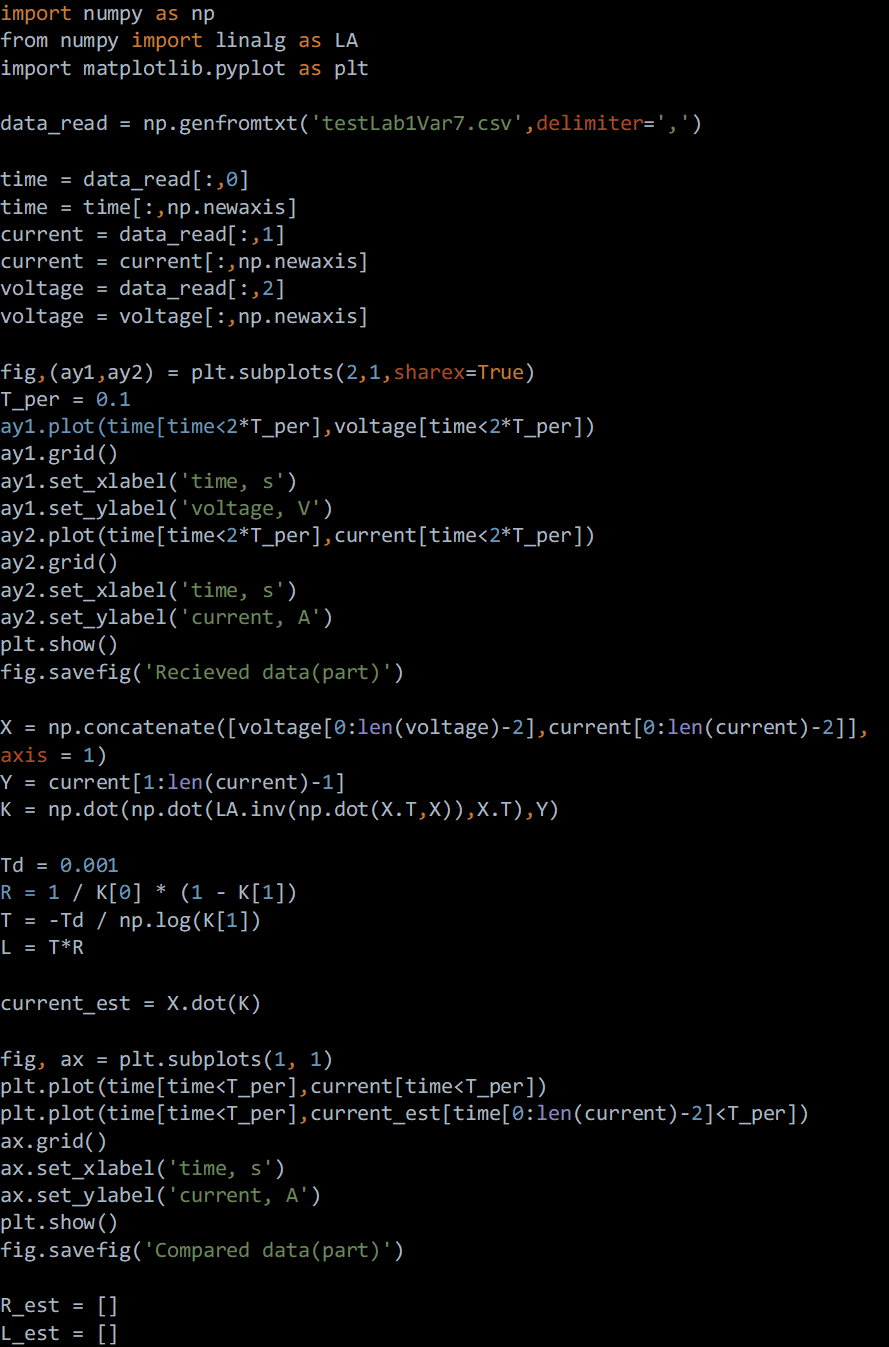 import numpy as np
from numpy import linalg as LA
import matplotlib.pyplot as plt
data_read = np.genfromtxt('testLab1Var7.csv',delimiter=',')
time = data_read[:,0]
time = time[:,np.newaxis]
current = data_read[:,1]
current = current[:,np.newaxis]
voltage = data_read[:,2]
voltage = voltage[:,np.newaxis]
fig,(ay1,ay2) = plt.subplots(2,1,sharex=True)
T_per = 0.1
ay1.plot(time[time<2*T_per],voltage[time<2*T_per])
ay1.grid()
ay1.set_xlabel('time, s')
ay1.set_ylabel('voltage, V')
ay2.plot(time[time<2*T_per],current[time<2*T_per])
ay2.grid()
ay2.set_xlabel('time, s')
ay2.set_ylabel('current, A')
plt.show()
fig.savefig('Recieved data(part)')
X = np.concatenate([voltage[0:len(voltage)-2],current[0:len(current)-2]],
axis = 1)
Y = current[1:len(current)-1]
K = np.dot(np.dot(LA.inv(np.dot(X.T,X)),X.T),Y)
Td = 0.001
R = 1 / K[0] * (1 - K[1])
T = -Td / np.log(K[1])
L = T*R
current_est = X.dot(K)
fig, ax = plt.subplots(1, 1)
plt.plot(time[time<T_per],current[time<T_per])
plt.plot(time[time<T_per],current_est[time[0:len(current)-2]<T_per])
ax.grid()
ax.set_xlabel('time, s')
ax.set_ylabel('current, A')
plt.show()
fig.savefig('Compared data(part)')
R_est = []
L_est = []